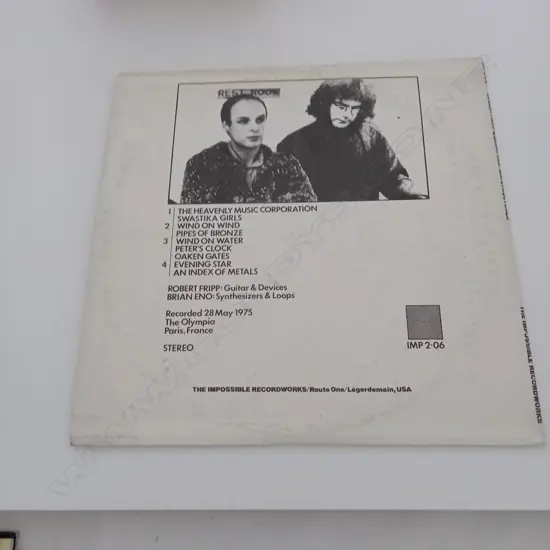 REST ROOM
1 THE HEAVENLY MUSIC CORPORATION
SWASTIKA GIRLS
2 WIND ON WIND
PIPES OF BRONZE
3 WIND ON WATER
PETER'S CLOCK
OAKEN GATES
4 EVENING STAR
AN INDEX OF METALS
ROBERT FRIPP: Guitar & Devices
BRIAN ENO: Synthesizers & Loops
Recorded 28 May 1975
The Olympia
Paris, France
STEREO
IMP 2·06
THE IMPOSSIBLE RECORDWORKS/Route One/Legerdemain, USA
THE IMPOSSIBLE RECORDWORKS